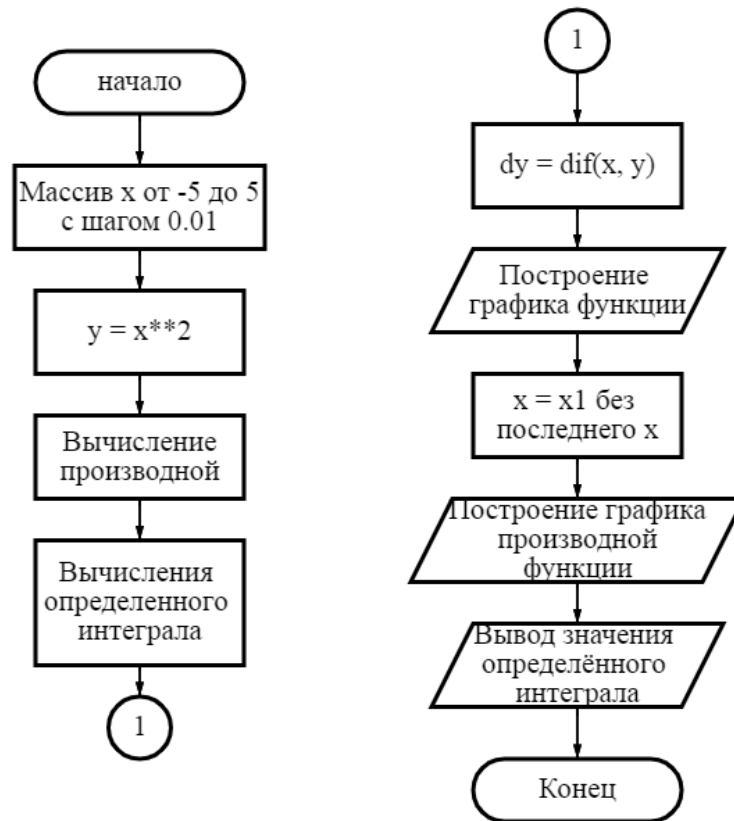 начало
Массив x от -5 до 5
с шагом 0.01
y = x**2
Вычисление
производной
Вычисления
определенного
интеграла
1
1
dy = dif(x, y)
Построение
графика функции
x = x1 без
последнего x
Построение графика
производной
функции
Вывод значения
определённого
интеграла
Конец